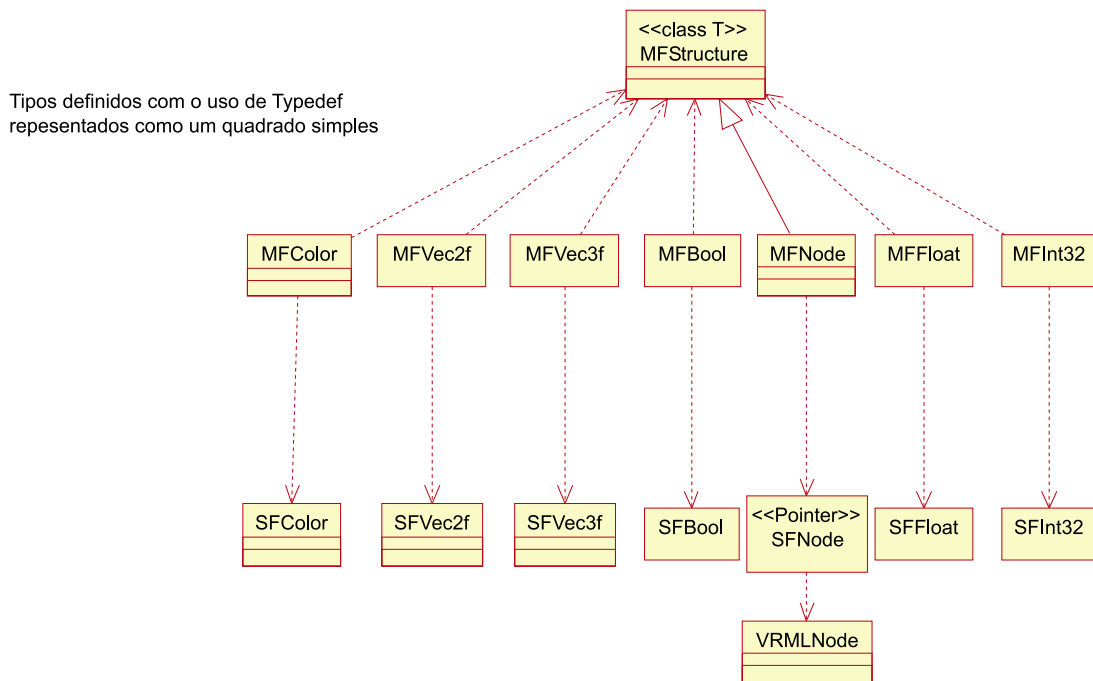 <<class T>>
MFStructure
Tipos definidos com o uso de Typedef
repesentados como um quadrado simples
MFColor
MFVec2f
MFVec3f
MFBool
MFNode
MFFloat
MFInt32
SFColor
SFVec2f
SFVec3f
SFBool
<<Pointer>>
SFNode
SFFloat
SFInt32
VRMLNode